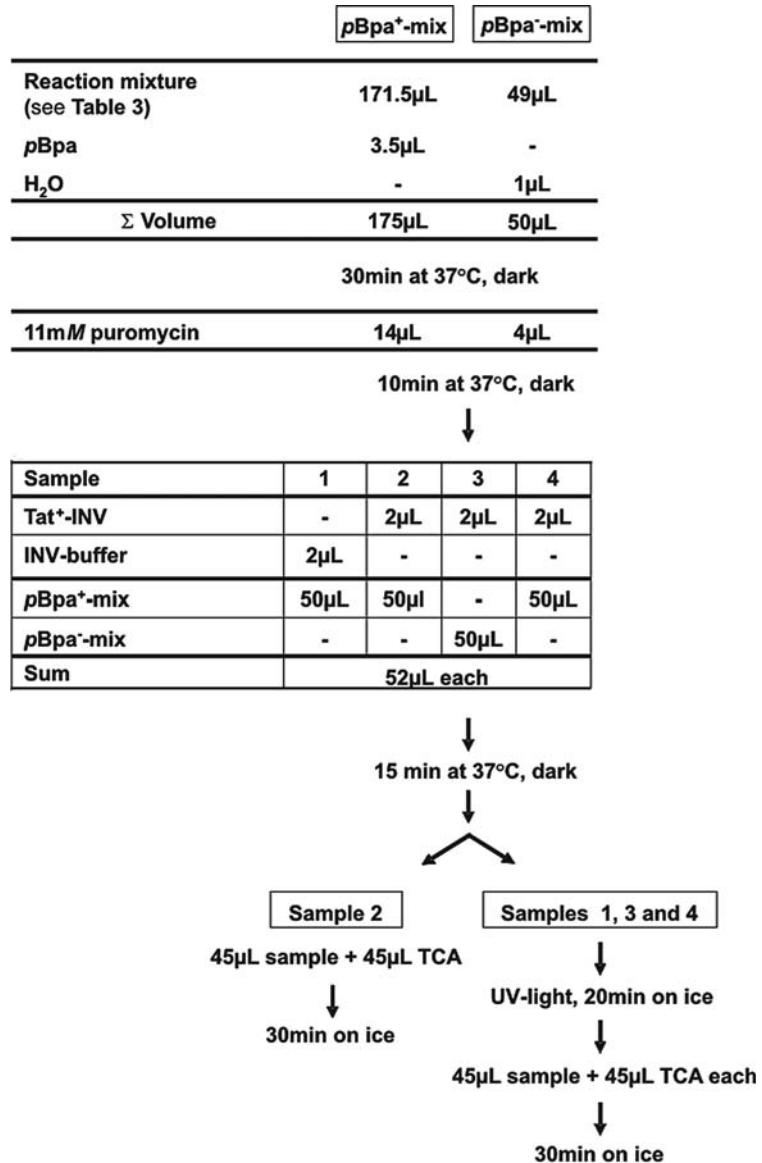 pBpa⁺-mix pBpa⁻-mix
Reaction mixture
(see Table 3) 171.5µL 49µL
pBpa 3.5µL -
H₂O - 1µL
Σ Volume 175µL 50µL
30min at 37°C, dark
11mM puromycin 14µL 4µL
10min at 37°C, dark
Sample 1 2 3 4
Tat⁺-INV - 2µL 2µL 2µL
INV-buffer 2µL - - -
pBpa⁺-mix 50µL 50µl - 50µL
pBpa⁻-mix - - 50µL -
Sum 52µL each
15 min at 37°C, dark
Sample 2 Samples 1, 3 and 4
45µL sample + 45µL TCA
UV-light, 20min on ice
30min on ice
45µL sample + 45µL TCA each
30min on ice